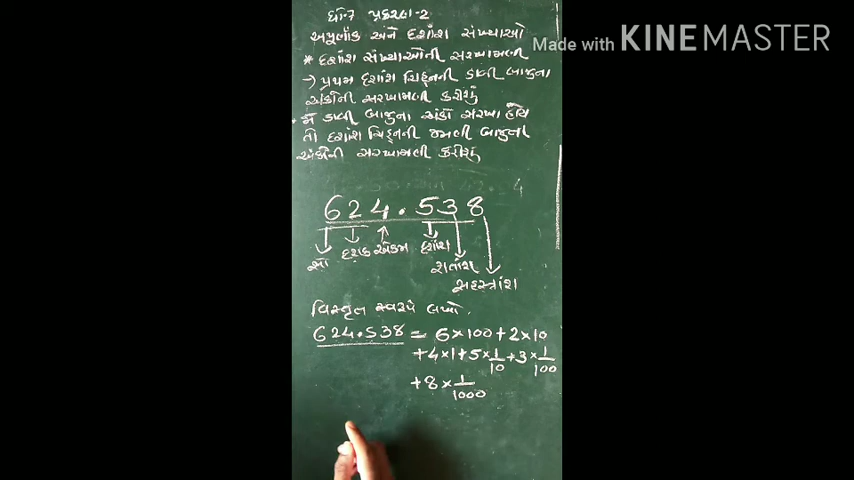 ધો-7 પ્રકરણ-2
અપૂર્ણાંક અને દશાંશ સંખ્યાઓ
* દશાંશ સંખ્યાઓની સરખામણી
→ પ્રથમ દશાંશ ચિહ્નની ડાબી બાજુના
અંકોની સરખામણી કરીશું
* જો ડાબી બાજુના અંકો સરખા હોય
તો દશાંશ ચિહ્નની જમણી બાજુના
અંકોની સરખામણી કરીશું
624.538
સો દશક એકમ દશાંશ
શતાંશ
સહસ્ત્રાંશ
વિસ્તૃત સ્વરૂપે લખો.
624.538 = 6×100+2×10
+4×1+5×1/10+3×1/100
+8×1/1000
Made with KINEMASTER